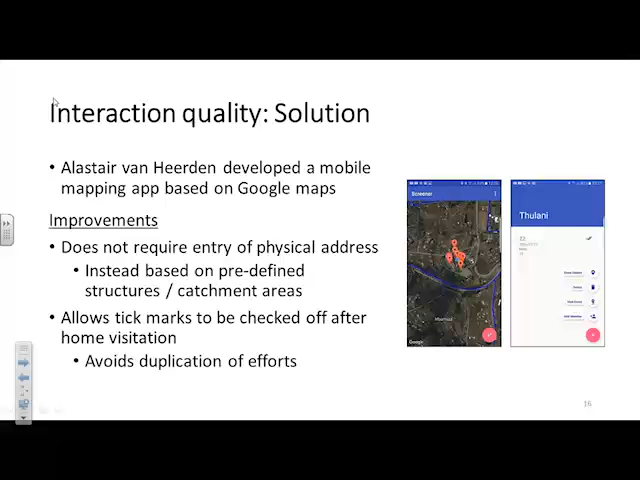 Interaction quality: Solution
• Alastair van Heerden developed a mobile
mapping app based on Google maps
Improvements
• Does not require entry of physical address
• Instead based on pre-defined
structures / catchment areas
• Allows tick marks to be checked off after
home visitation
• Avoids duplication of efforts
Screener
Google
Thulani
22
16